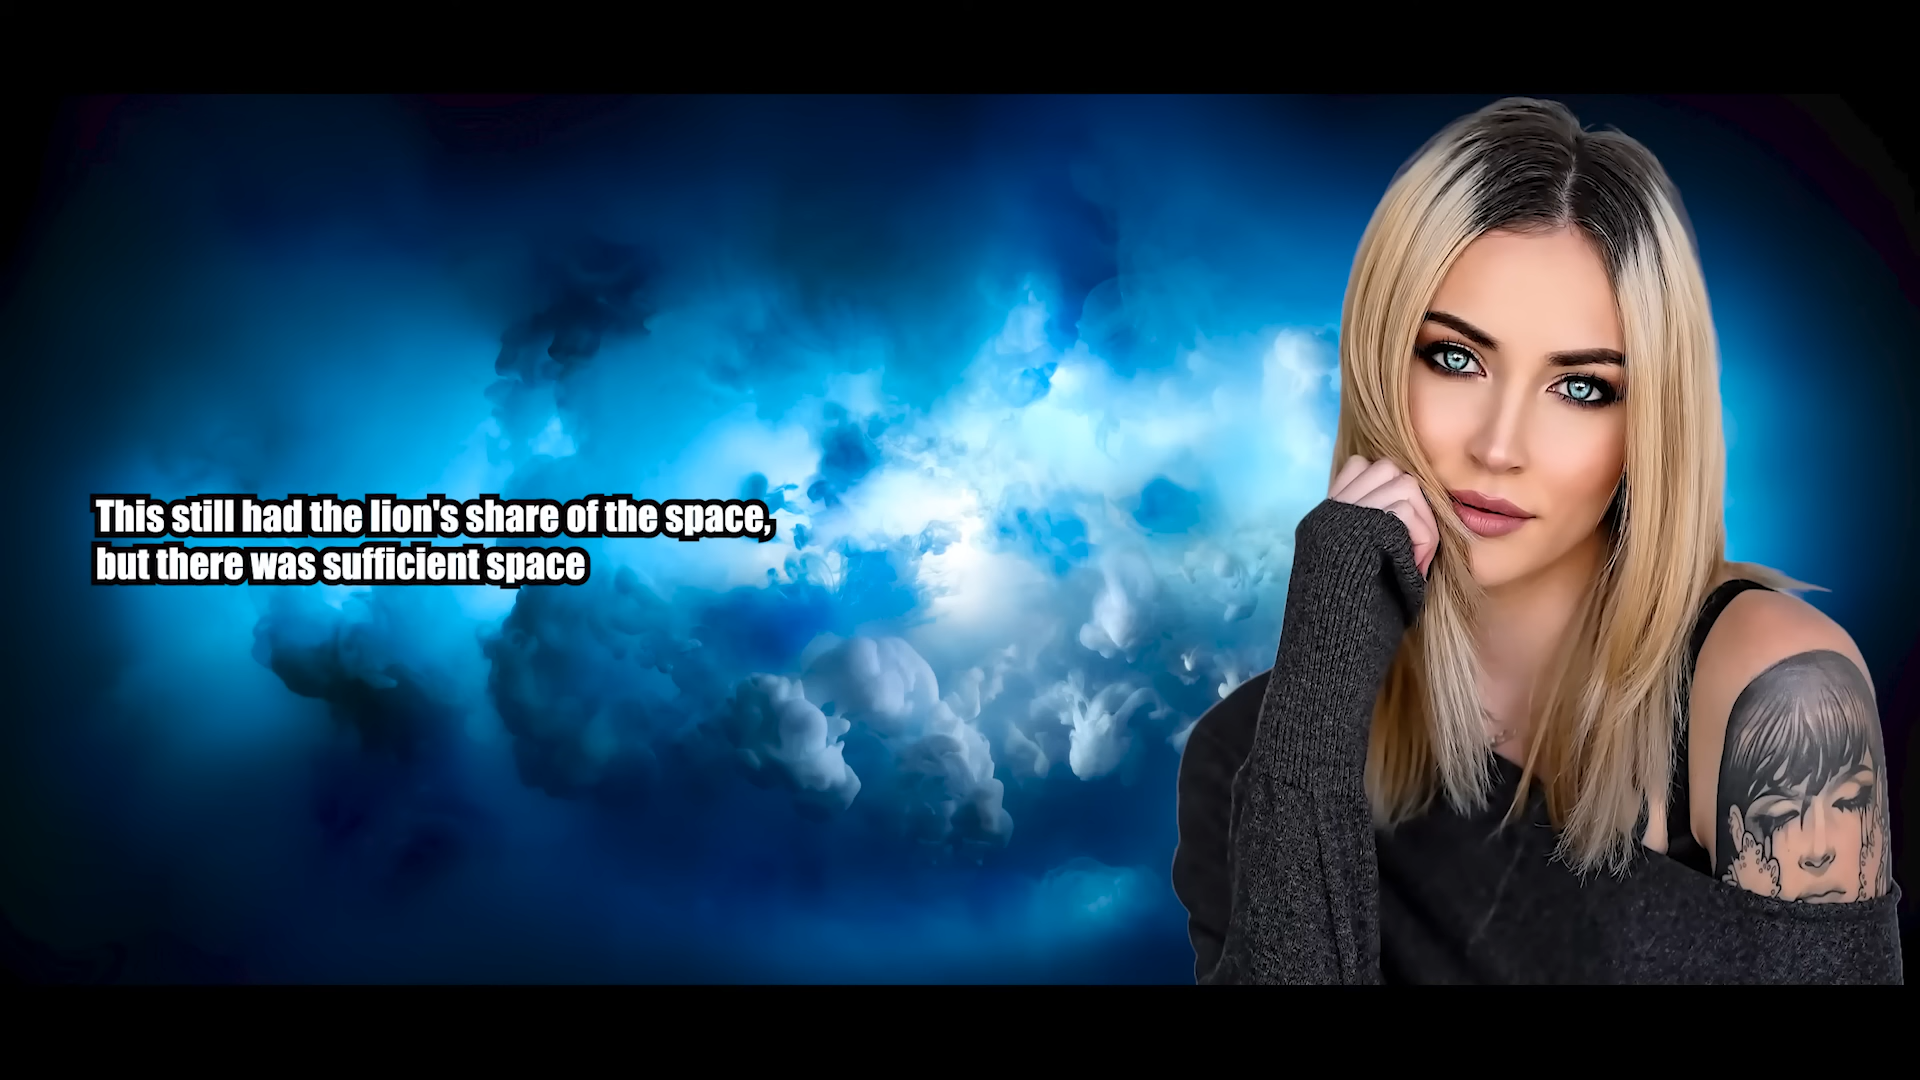 This still had the lion's share of the space,
but there was sufficient space